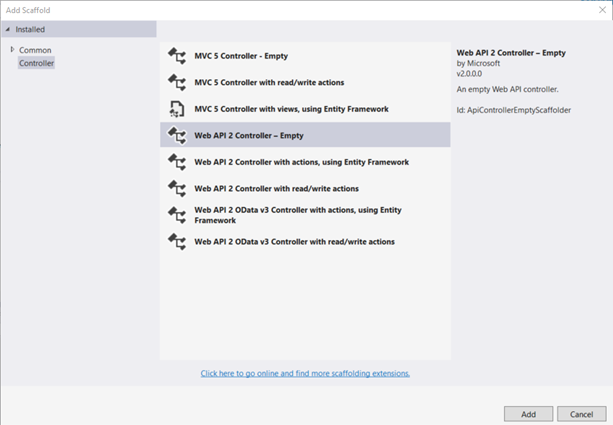 Add Scaffold
Installed
Common
Controller
MVC 5 Controller - Empty
MVC 5 Controller with read/write actions
MVC 5 Controller with views, using Entity Framework
Web API 2 Controller – Empty
Web API 2 Controller with actions, using Entity Framework
Web API 2 Controller with read/write actions
Web API 2 OData v3 Controller with actions, using Entity
Framework
Web API 2 OData v3 Controller with read/write actions
Click here to go online and find more scaffolding extensions.
Web API 2 Controller – Empty
by Microsoft
v2.0.0.0
An empty Web API controller.
Id: ApiControllerEmptyScaffolder
Add
Cancel